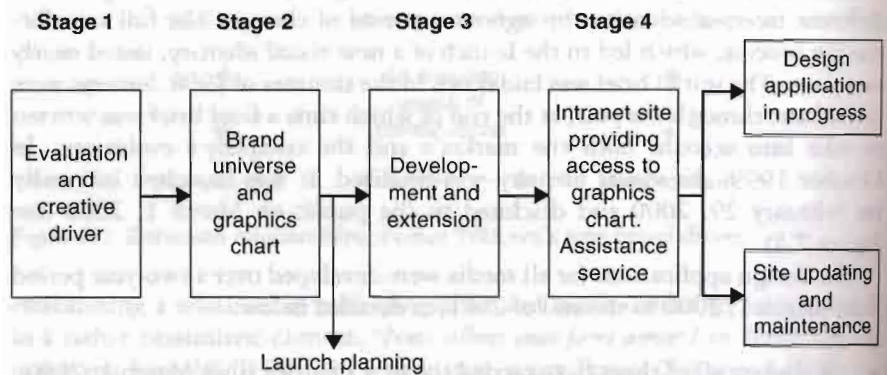 Stage 1
Stage 2
Stage 3
Stage 4
Evaluation
and
creative
driver
Brand
universe
and
graphics
chart
Develop-
ment and
extension
Intranet site
providing
access to
graphics
chart.
Assistance
service
Design
application
in progress
Site updating
and
maintenance
Launch planning